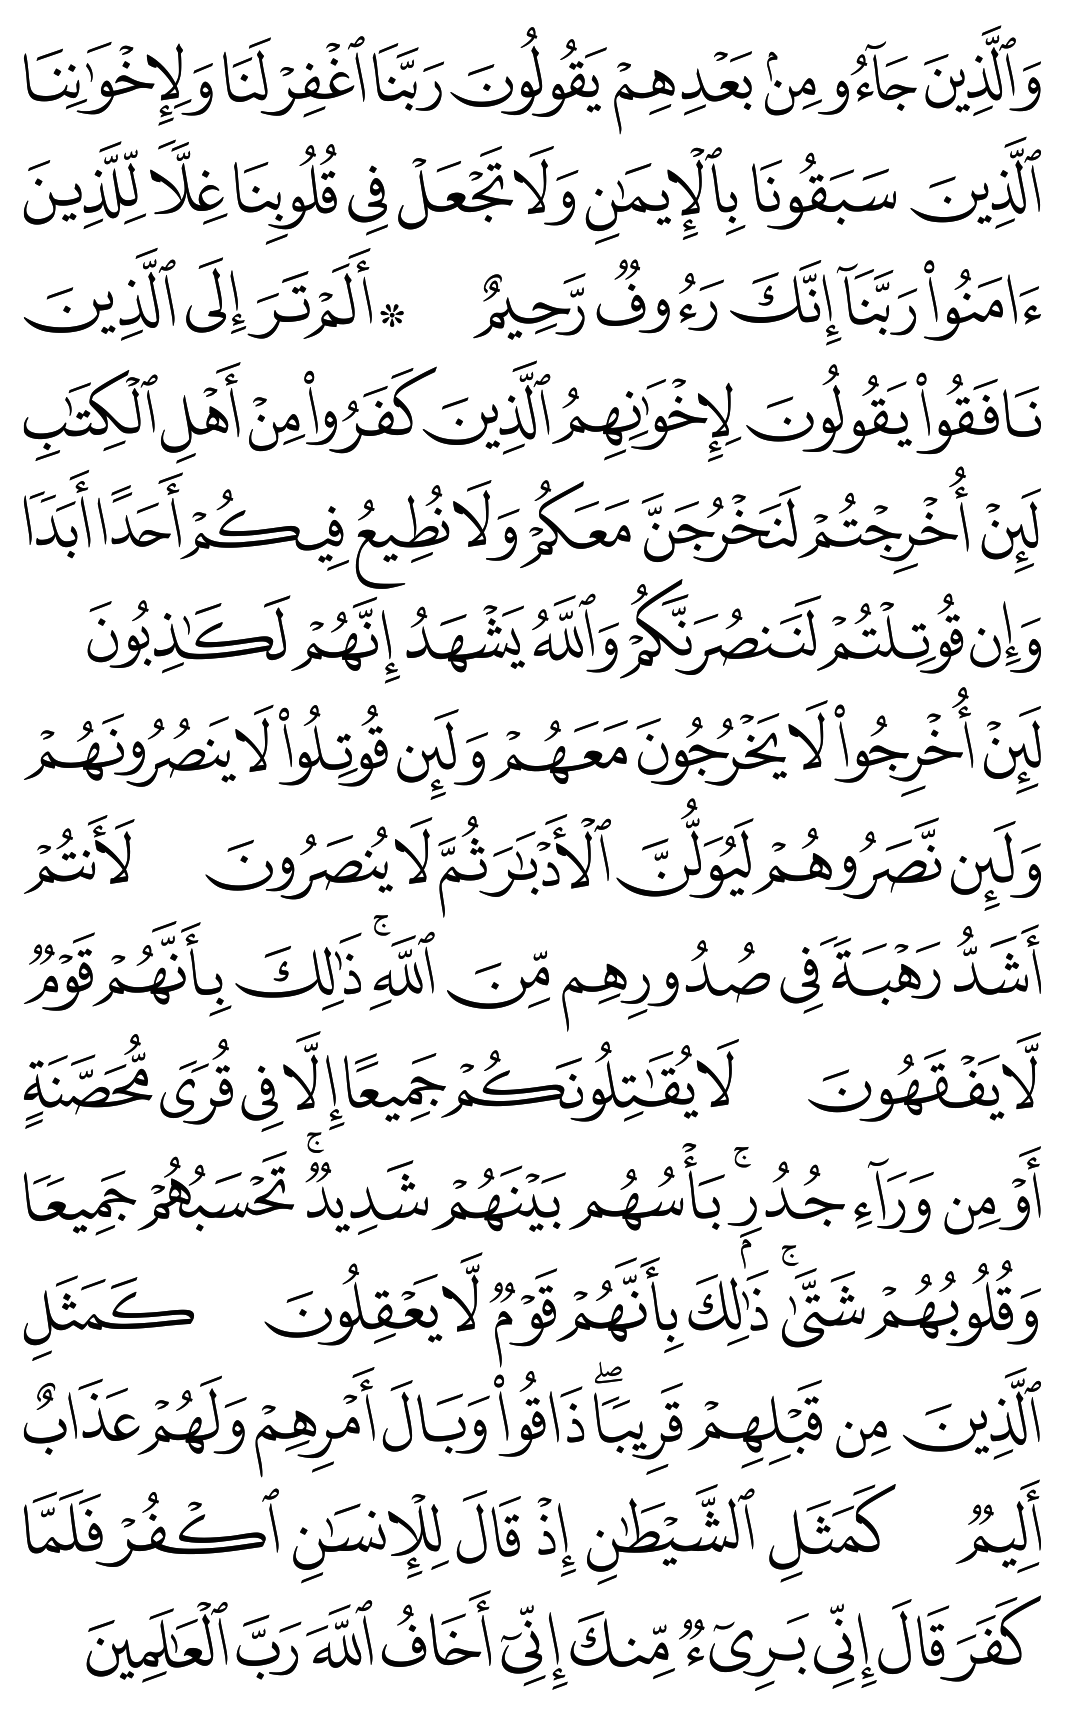 وَٱلَّذِينَ جَآءُو مِنۢ بَعْدِهِمْ يَقُولُونَ رَبَّنَا ٱغْفِرْ لَنَا وَلِإِخْوَٰنِنَا
ٱلَّذِينَ سَبَقُونَا بِٱلْإِيمَـٰنِ وَلَا تَجْعَلْ فِى قُلُوبِنَا غِلًّا لِّلَّذِينَ
ءَامَنُوا۟ رَبَّنَآ إِنَّكَ رَءُوفٌ رَّحِيمٌ * أَلَمْ تَرَ إِلَى ٱلَّذِينَ
نَافَقُوا۟ يَقُولُونَ لِإِخْوَٰنِهِمُ ٱلَّذِينَ كَفَرُوا۟ مِنْ أَهْلِ ٱلْكِتَـٰبِ
لَئِنْ أُخْرِجْتُمْ لَنَخْرُجَنَّ مَعَكُمْ وَلَا نُطِيعُ فِيكُمْ أَحَدًا أَبَدًا
وَإِن قُوتِلْتُمْ لَنَنصُرَنَّكُمْ وَٱللَّهُ يَشْهَدُ إِنَّهُمْ لَكَـٰذِبُونَ
لَئِنْ أُخْرِجُوا۟ لَا يَخْرُجُونَ مَعَهُمْ وَلَئِن قُوتِلُوا۟ لَا يَنصُرُونَهُمْ
وَلَئِن نَّصَرُوهُمْ لَيُوَلُّنَّ ٱلْأَدْبَـٰرَ ثُمَّ لَا يُنصَرُونَ لَأَنتُمْ
أَشَدُّ رَهْبَةً فِى صُدُورِهِم مِّنَ ٱللَّهِ ۚ ذَٰلِكَ بِأَنَّهُمْ قَوْمٌ
لَّا يَفْقَهُونَ لَا يُقَـٰتِلُونَكُمْ جَمِيعًا إِلَّا فِى قُرًى مُّحَصَّنَةٍ
أَوْ مِن وَرَآءِ جُدُرٍۭ ۚ بَأْسُهُم بَيْنَهُمْ شَدِيدٌ ۚ تَحْسَبُهُمْ جَمِيعًا
وَقُلُوبُهُمْ شَتَّىٰ ۚ ذَٰلِكَ بِأَنَّهُمْ قَوْمٌ لَّا يَعْقِلُونَ كَمَثَلِ
ٱلَّذِينَ مِن قَبْلِهِمْ قَرِيبًا ۖ ذَاقُوا۟ وَبَالَ أَمْرِهِمْ وَلَهُمْ عَذَابٌ
أَلِيمٌ كَمَثَلِ ٱلشَّيْطَـٰنِ إِذْ قَالَ لِلْإِنسَـٰنِ ٱكْفُرْ فَلَمَّا
كَفَرَ قَالَ إِنِّى بَرِىٓءٌ مِّنكَ إِنِّىٓ أَخَافُ ٱللَّهَ رَبَّ ٱلْعَـٰلَمِينَ